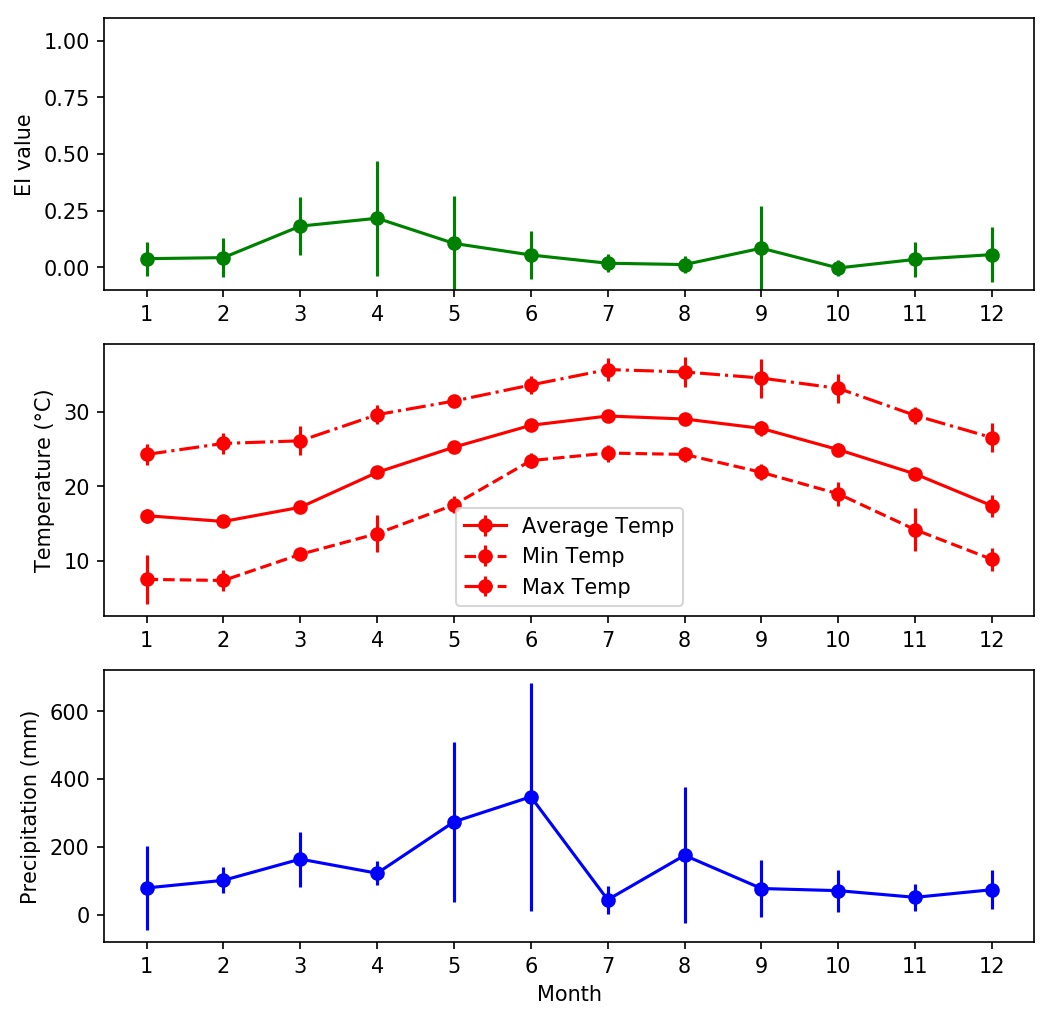 1.00
0.75
0.50
0.25
0.00
EI value
1 2 3 4 5 6 7 8 9 10 11 12
30
20
10
Temperature (°C)
Average Temp
Min Temp
Max Temp
1 2 3 4 5 6 7 8 9 10 11 12
600
400
200
0
Precipitation (mm)
1 2 3 4 5 6 7 8 9 10 11 12
Month